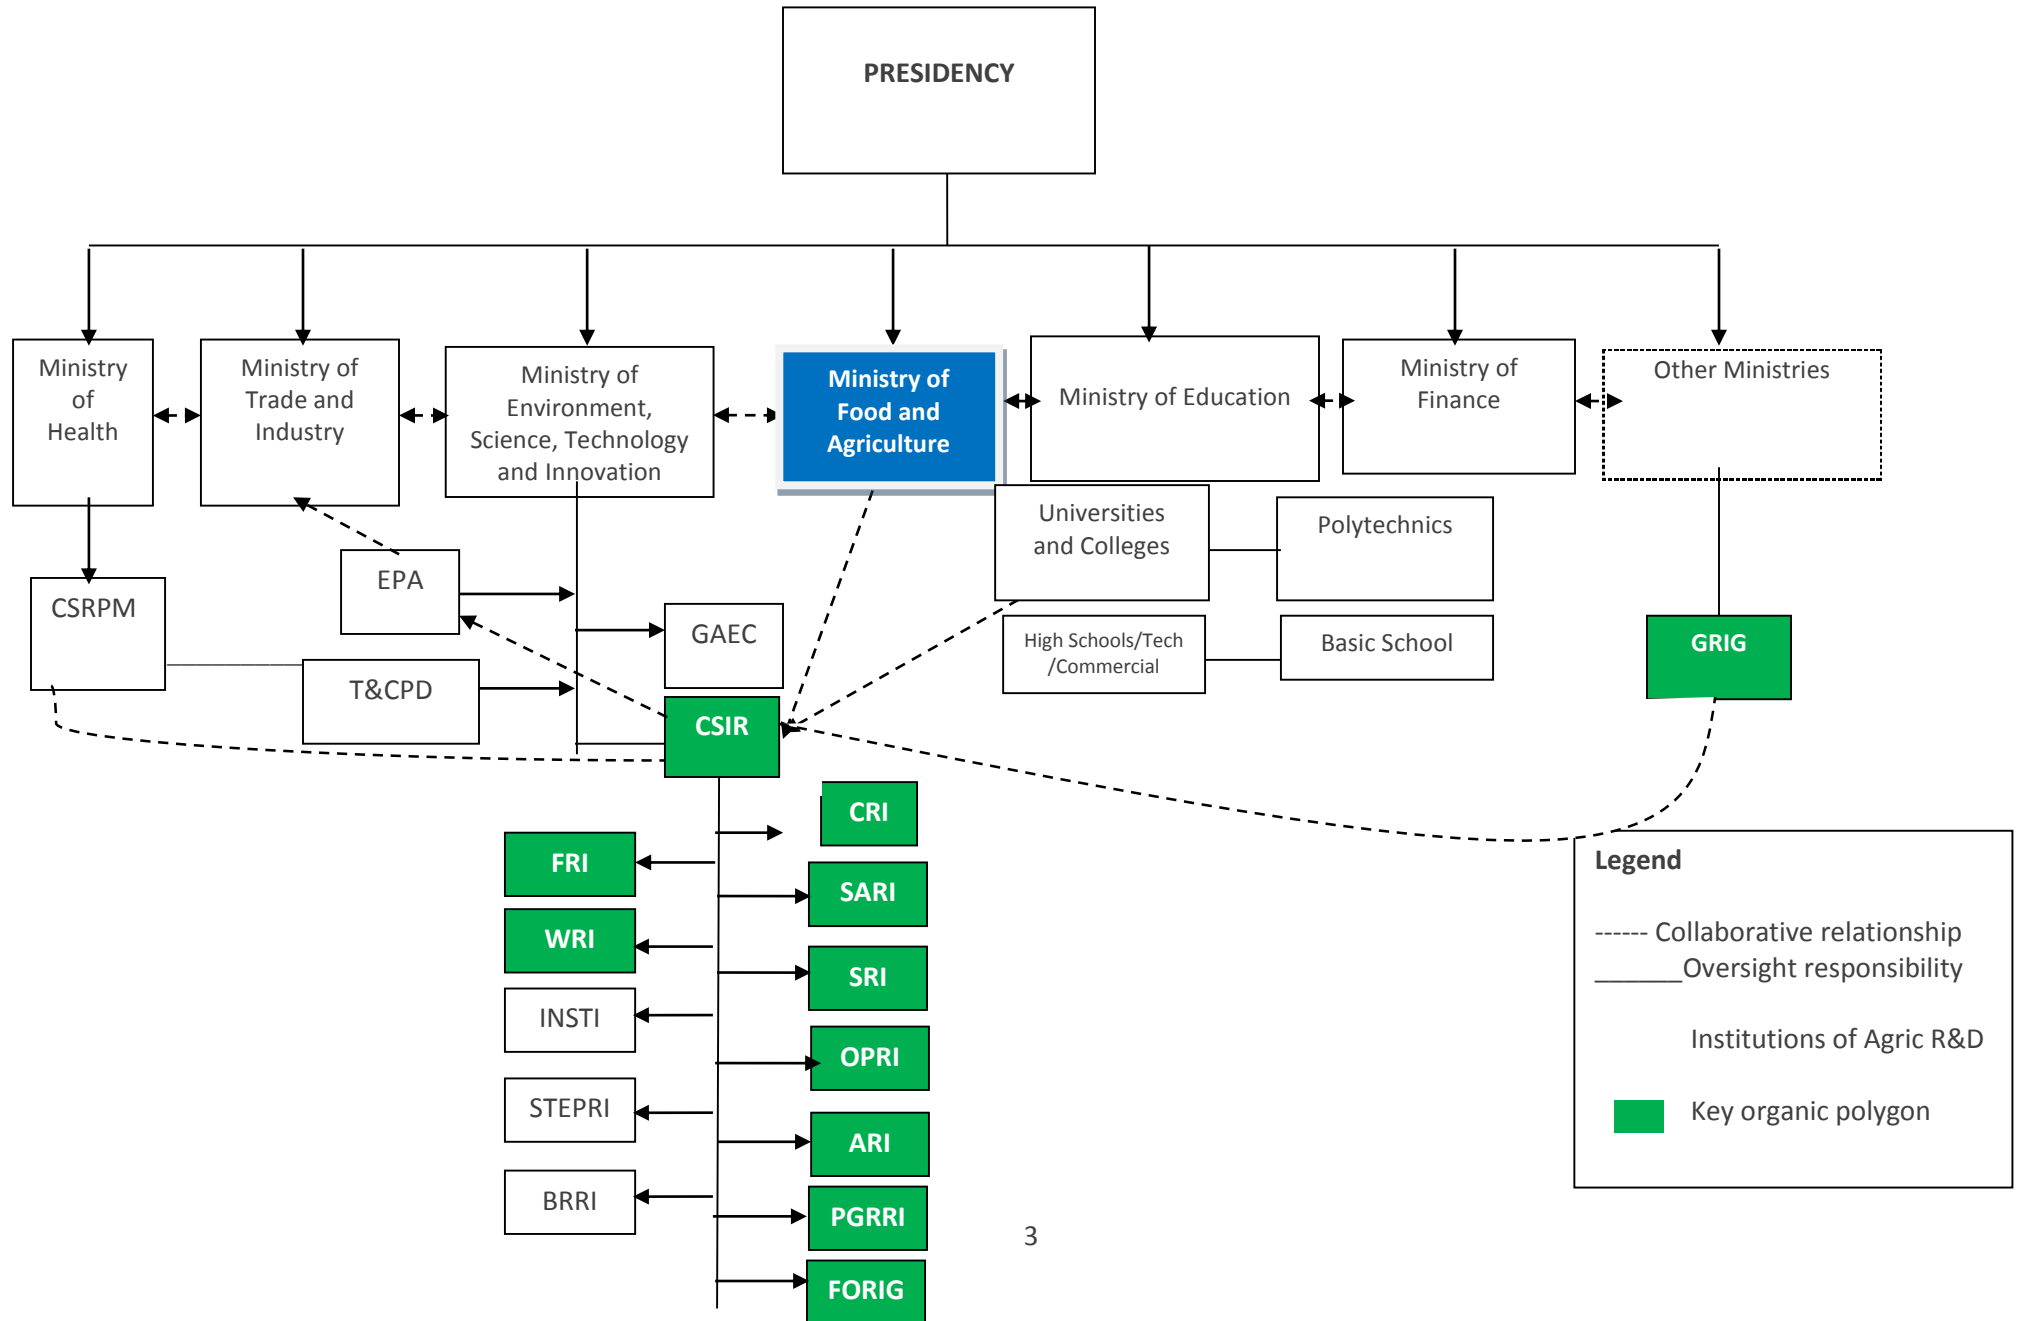 PRESIDENCY
Ministry
of
Health
Ministry of
Trade and
Industry
Ministry of
Environment,
Science, Technology
and Innovation
Ministry of
Food and
Agriculture
Ministry of Education
Ministry of
Finance
Other Ministries
Universities
and Colleges
Polytechnics
EPA
CSRPM
GAEC
High Schools/Tech
/Commercial
Basic School
GRIG
T&CPD
CSIR
CRI
FRI
SARI
WRI
SRI
INSTI
OPRI
STEPRI
ARI
BRRI
PGRRI
FORIG
Legend
------ Collaborative relationship
______Oversight responsibility
Institutions of Agric R&D
Key organic polygon
3